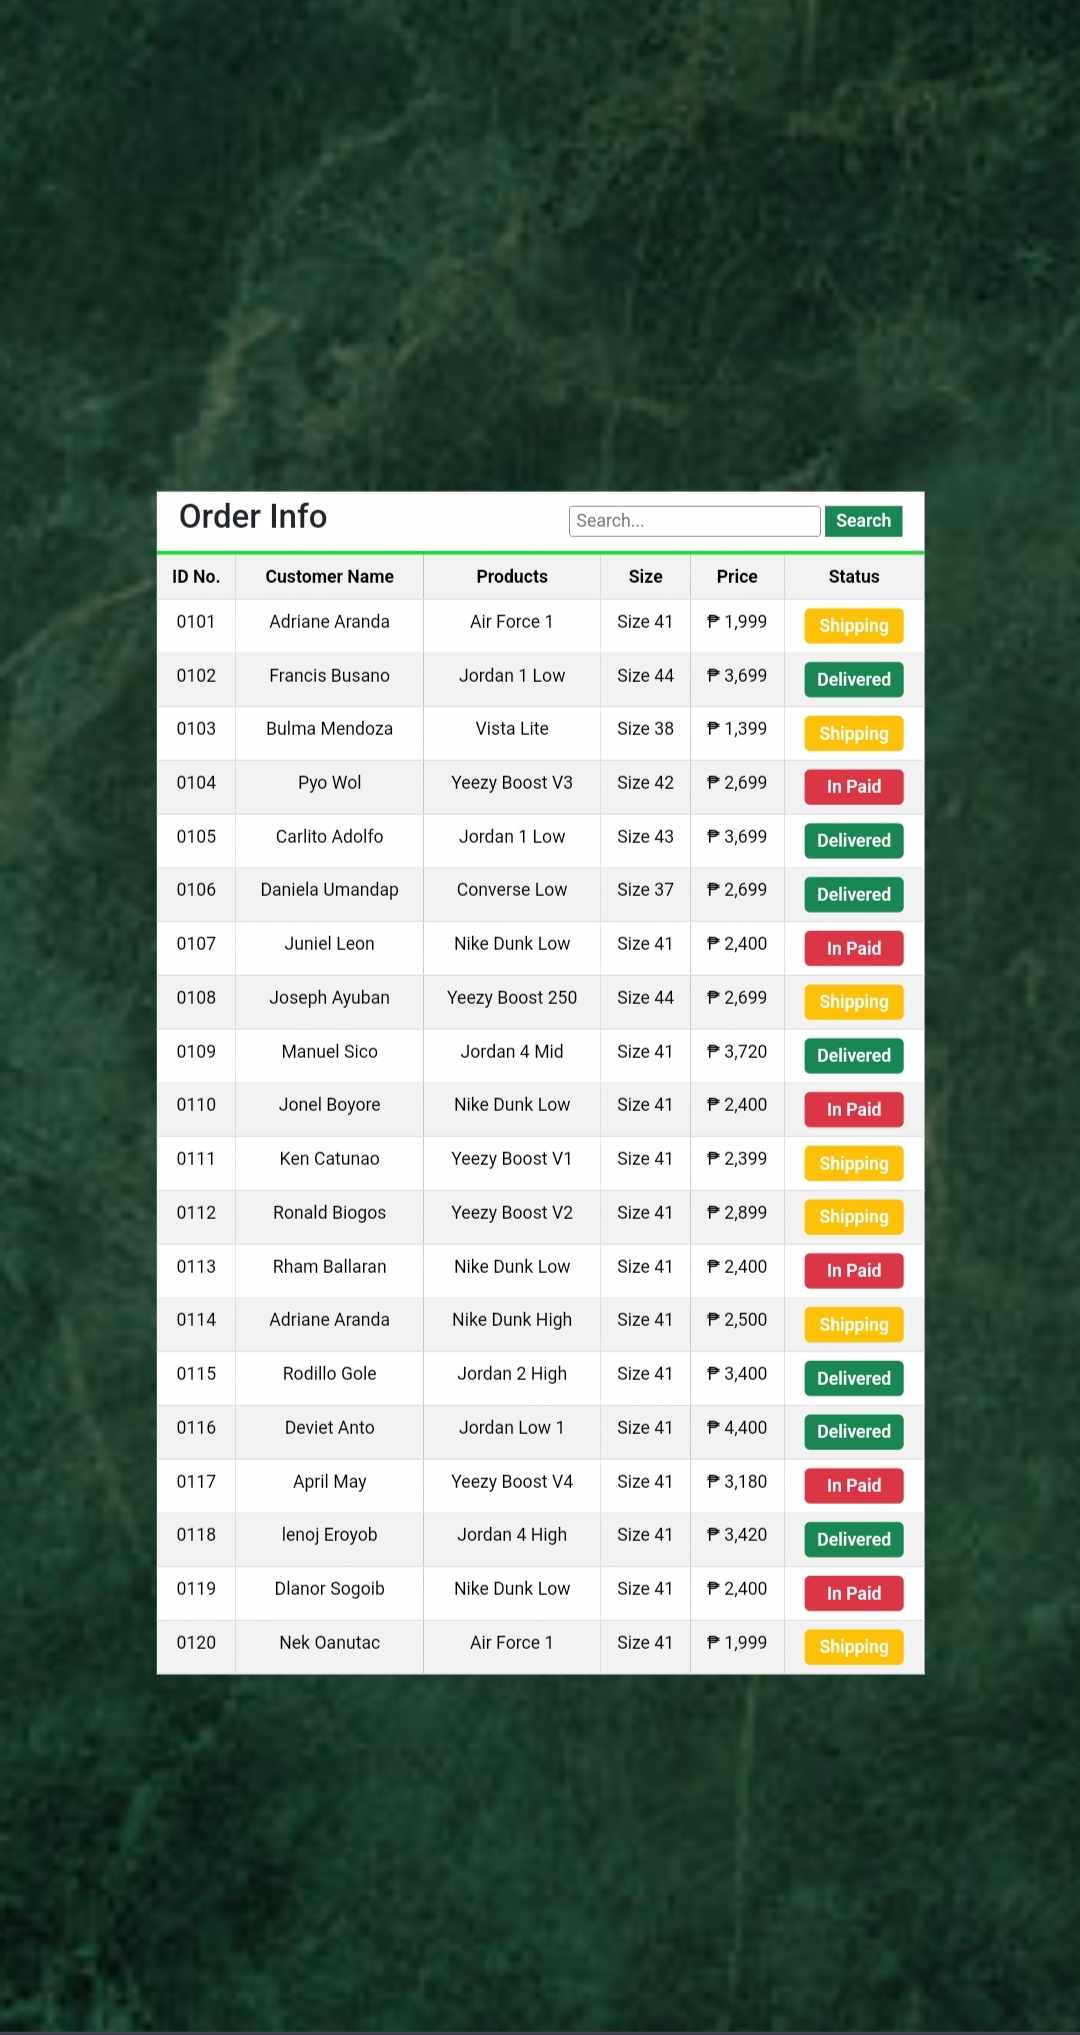 Order Info Search... Search
ID No. Customer Name Products Size Price Status
0101 Adriane Aranda Air Force 1 Size 41 ₱ 1,999 Shipping
0102 Francis Busano Jordan 1 Low Size 44 ₱ 3,699 Delivered
0103 Bulma Mendoza Vista Lite Size 38 ₱ 1,399 Shipping
0104 Pyo Wol Yeezy Boost V3 Size 42 ₱ 2,699 In Paid
0105 Carlito Adolfo Jordan 1 Low Size 43 ₱ 3,699 Delivered
0106 Daniela Umandap Converse Low Size 37 ₱ 2,699 Delivered
0107 Juniel Leon Nike Dunk Low Size 41 ₱ 2,400 In Paid
0108 Joseph Ayuban Yeezy Boost 250 Size 44 ₱ 2,699 Shipping
0109 Manuel Sico Jordan 4 Mid Size 41 ₱ 3,720 Delivered
0110 Jonel Boyore Nike Dunk Low Size 41 ₱ 2,400 In Paid
0111 Ken Catunao Yeezy Boost V1 Size 41 ₱ 2,399 Shipping
0112 Ronald Biogos Yeezy Boost V2 Size 41 ₱ 2,899 Shipping
0113 Rham Ballaran Nike Dunk Low Size 41 ₱ 2,400 In Paid
0114 Adriane Aranda Nike Dunk High Size 41 ₱ 2,500 Shipping
0115 Rodillo Gole Jordan 2 High Size 41 ₱ 3,400 Delivered
0116 Deviet Anto Jordan Low 1 Size 41 ₱ 4,400 Delivered
0117 April May Yeezy Boost V4 Size 41 ₱ 3,180 In Paid
0118 lenoj Eroyob Jordan 4 High Size 41 ₱ 3,420 Delivered
0119 Dlanor Sogoib Nike Dunk Low Size 41 ₱ 2,400 In Paid
0120 Nek Oanutac Air Force 1 Size 41 ₱ 1,999 Shipping